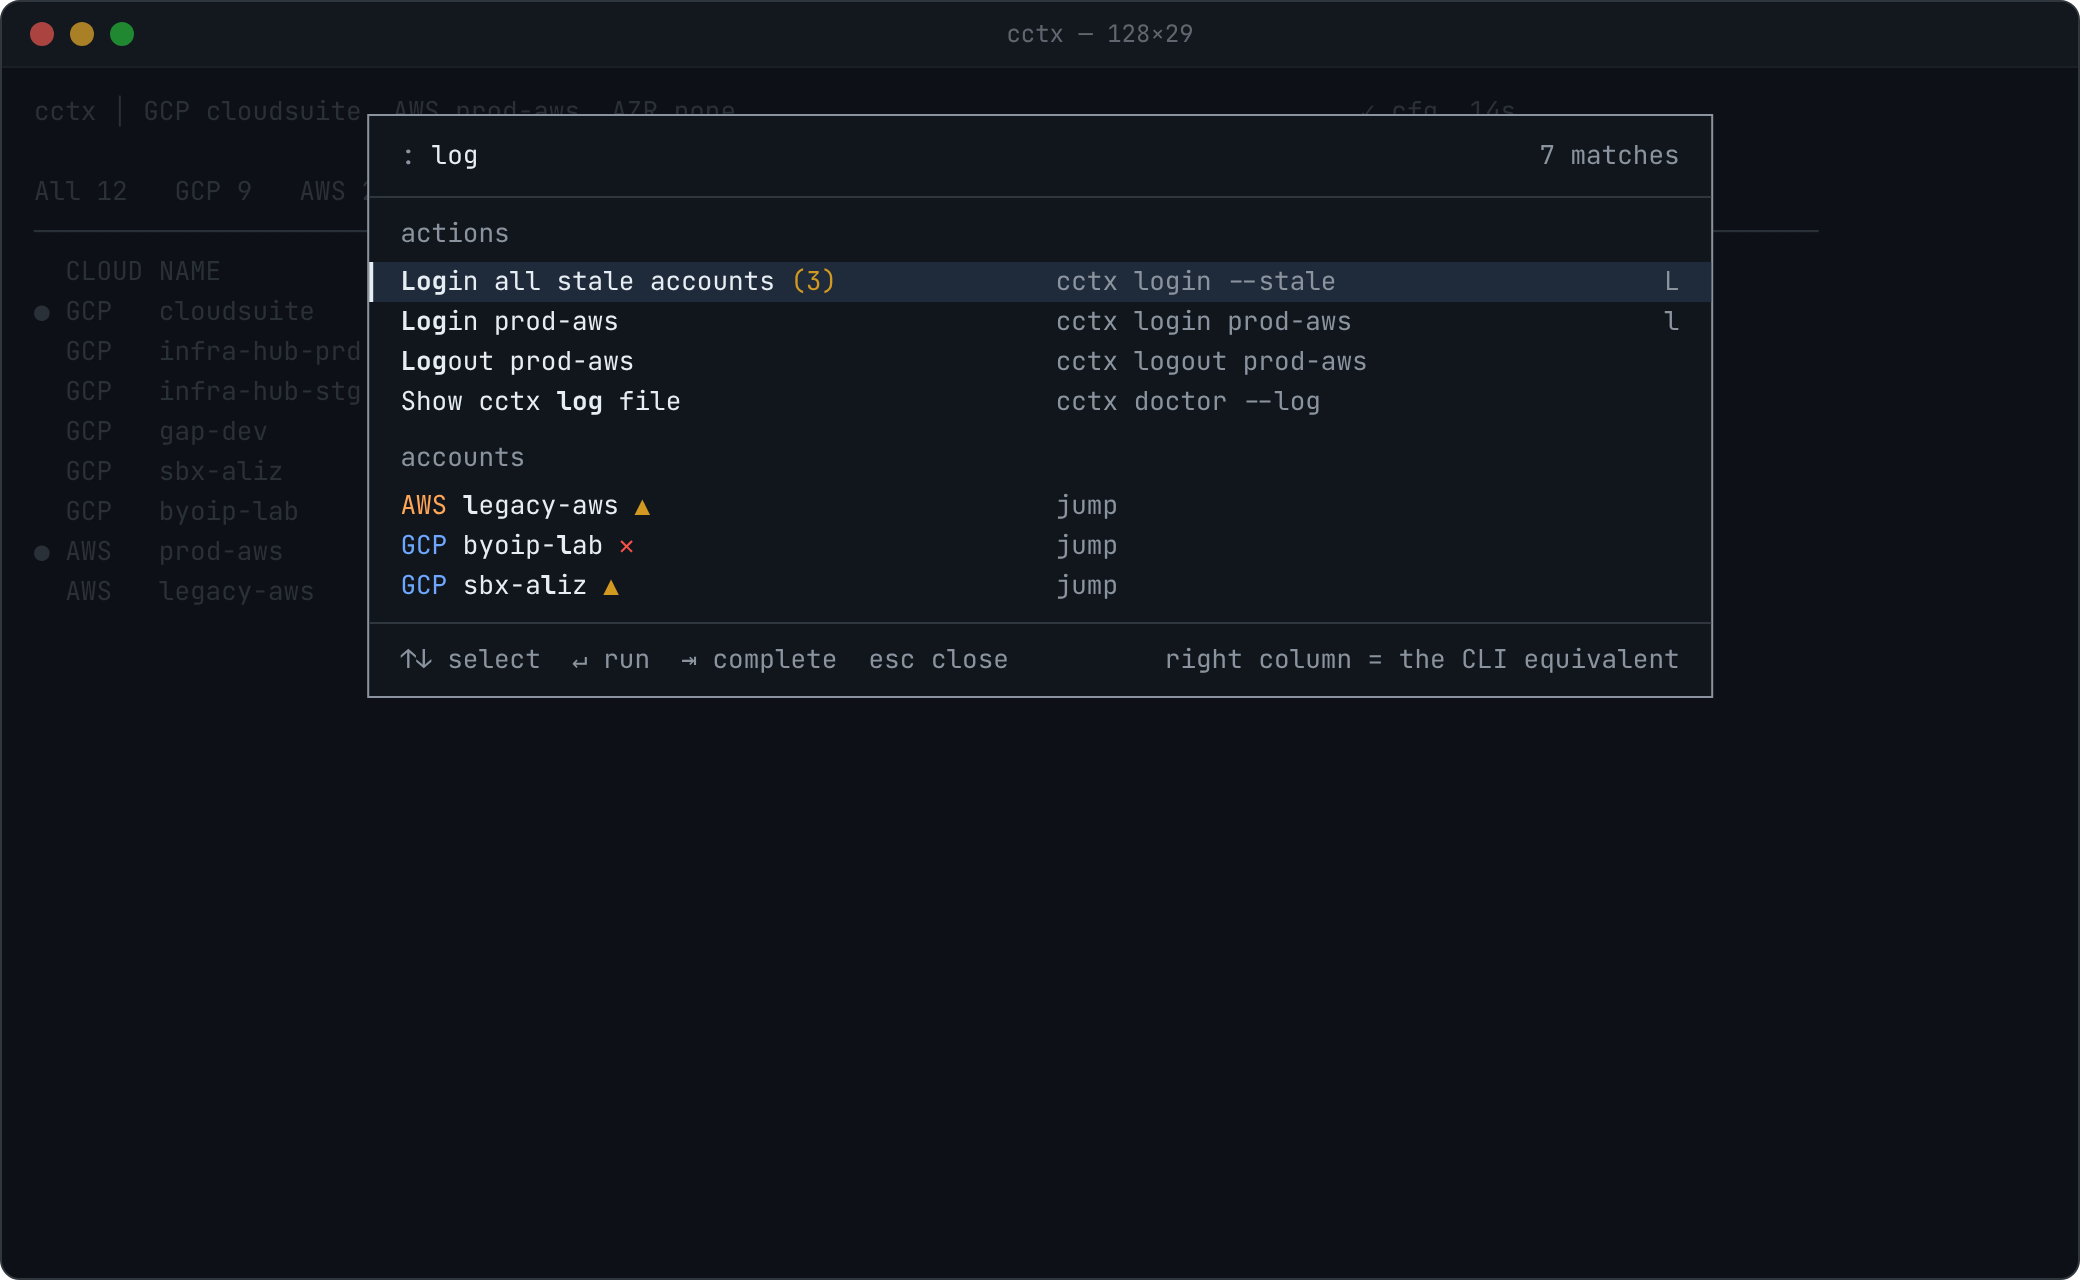 cctx — 128×29
cctx │ GCP cloudsuite  AWS prod-aws  AZR none  ✓ cfg  14s
: log  7 matches
All 12  GCP 9  AWS 2
actions
CLOUD NAME
Login all stale accounts (3)  cctx login --stale  L
● GCP cloudsuite
Login prod-aws  cctx login prod-aws  l
GCP infra-hub-prd
Logout prod-aws  cctx logout prod-aws
GCP infra-hub-stg
Show cctx log file  cctx doctor --log
GCP gap-dev
accounts
GCP sbx-aliz
AWS legacy-aws ▲  jump
GCP byoip-lab
GCP byoip-lab ✕  jump
● AWS prod-aws
GCP sbx-aliz ▲  jump
AWS legacy-aws
↑↓ select  ↵ run  ⇥ complete  esc close  right column = the CLI equivalent